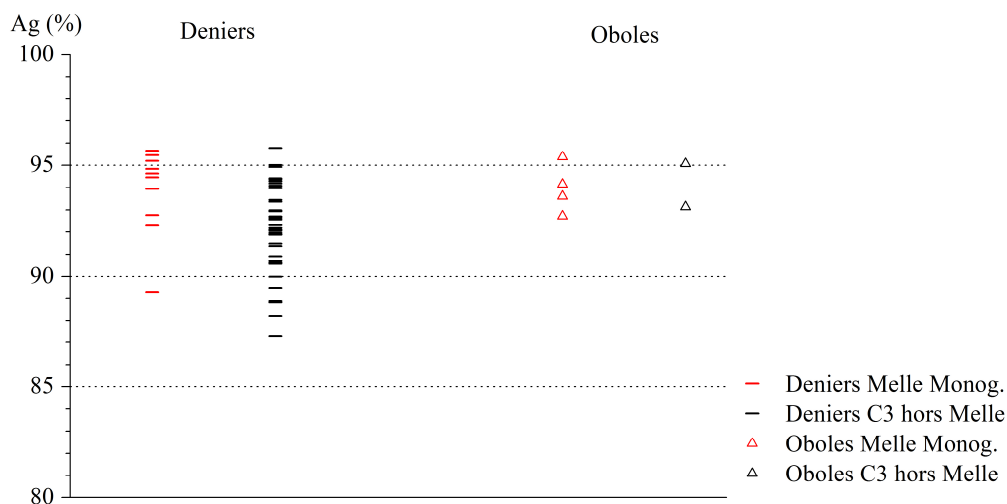 Ag (%)
Deniers
Oboles
100
95
90
85
80
Deniers Melle Monog.
Deniers C3 hors Melle
Oboles Melle Monog.
Oboles C3 hors Melle